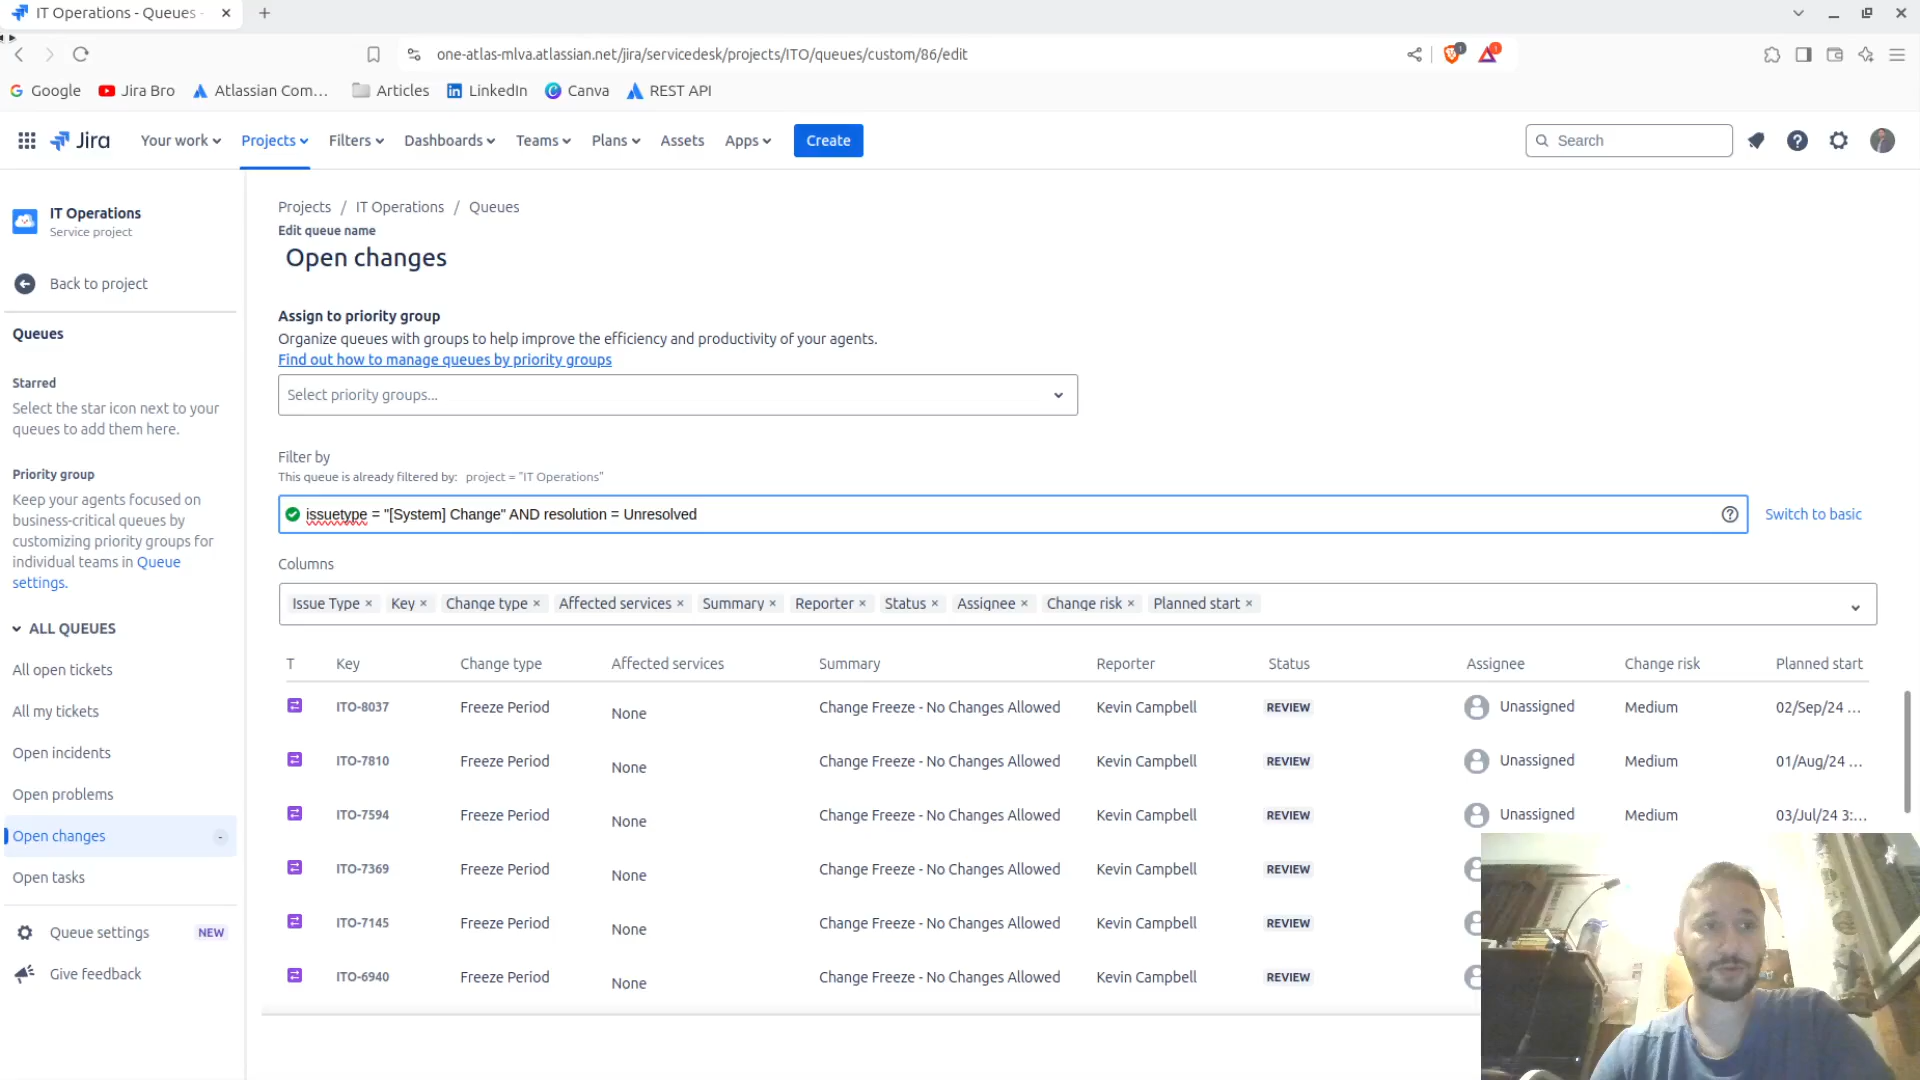 IT Operations - Queues -
one-atlas-mlva.atlassian.net/jira/servicedesk/projects/ITO/queues/custom/86/edit
1
1
Google
Jira Bro
Atlassian Com...
Articles
LinkedIn
Canva
REST API
Jira
Your work
Projects
Filters
Dashboards
Teams
Plans
Assets
Apps
Create
Search
IT Operations
Service project
Back to project
Queues
Starred
Select the star icon next to your
queues to add them here.
Priority group
Keep your agents focused on
business-critical queues by
customizing priority groups for
individual teams in Queue
settings.
ALL QUEUES
All open tickets
All my tickets
Open incidents
Open problems
Open changes
-
Open tasks
Queue settings
NEW
Give feedback
Projects / IT Operations / Queues
Edit queue name
Open changes
Assign to priority group
Organize queues with groups to help improve the efficiency and productivity of your agents.
Find out how to manage queues by priority groups
Select priority groups...
Filter by
This queue is already filtered by: project = "IT Operations"
issuetype = "[System] Change" AND resolution = Unresolved
Switch to basic
Columns
Issue Type × Key × Change type × Affected services × Summary × Reporter × Status × Assignee × Change risk × Planned start ×
T Key Change type Affected services Summary Reporter Status Assignee Change risk Planned start
ITO-8037 Freeze Period None Change Freeze - No Changes Allowed Kevin Campbell REVIEW Unassigned Medium 02/Sep/24 ...
ITO-7810 Freeze Period None Change Freeze - No Changes Allowed Kevin Campbell REVIEW Unassigned Medium 01/Aug/24 ...
ITO-7594 Freeze Period None Change Freeze - No Changes Allowed Kevin Campbell REVIEW Unassigned Medium 03/Jul/24 3:...
ITO-7369 Freeze Period None Change Freeze - No Changes Allowed Kevin Campbell REVIEW
ITO-7145 Freeze Period None Change Freeze - No Changes Allowed Kevin Campbell REVIEW
ITO-6940 Freeze Period None Change Freeze - No Changes Allowed Kevin Campbell REVIEW